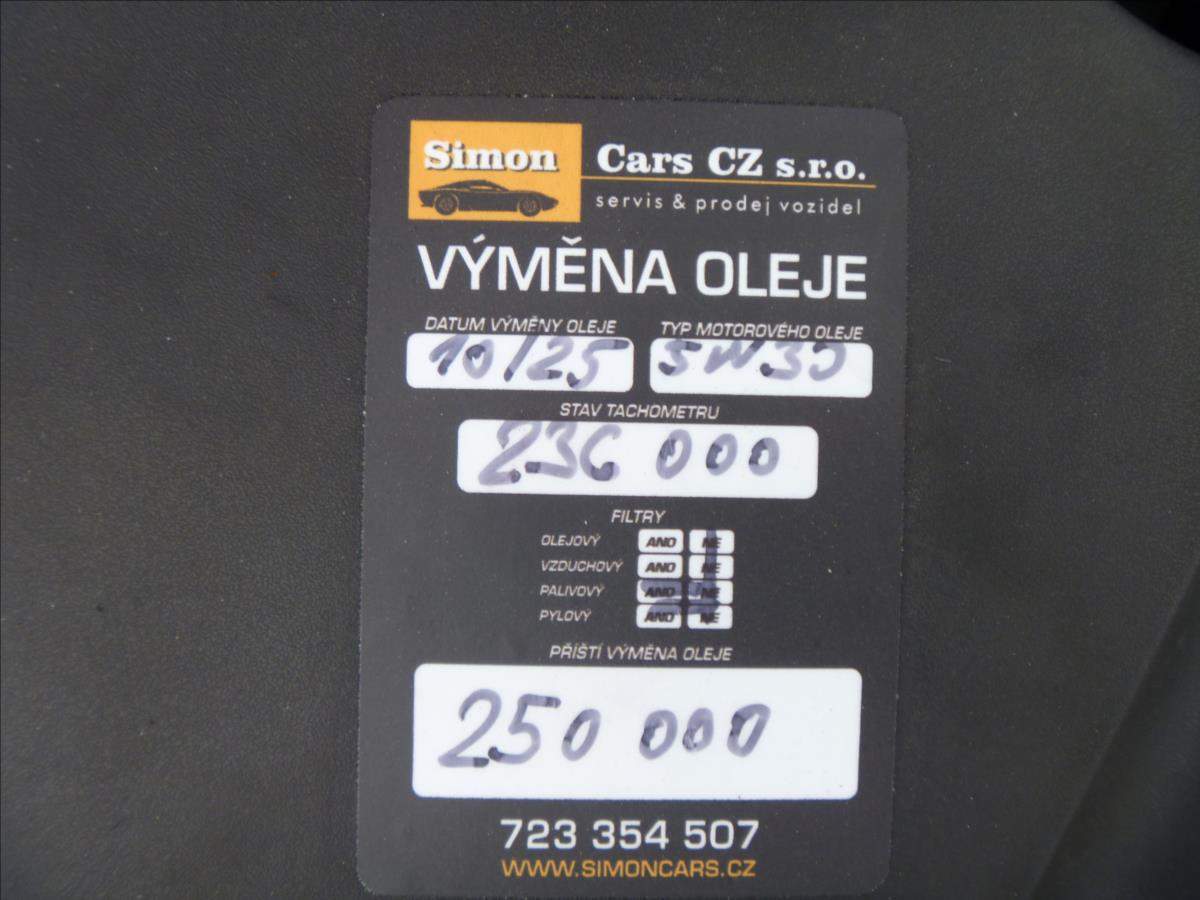 Simon Cars CZ s.r.o.
servis & prodej vozidel
VÝMĚNA OLEJE
DATUM VÝMĚNY OLEJE TYP MOTOROVÉHO OLEJE
10/25 5W30
STAV TACHOMETRU
236 000
FILTRY
OLEJOVÝ ANO NE
VZDUCHOVÝ ANO NE
PALIVOVÝ ANO NE
PYLOVÝ ANO NE
PŘÍŠTÍ VÝMĚNA OLEJE
250 000
723 354 507
WWW.SIMONCARS.CZ